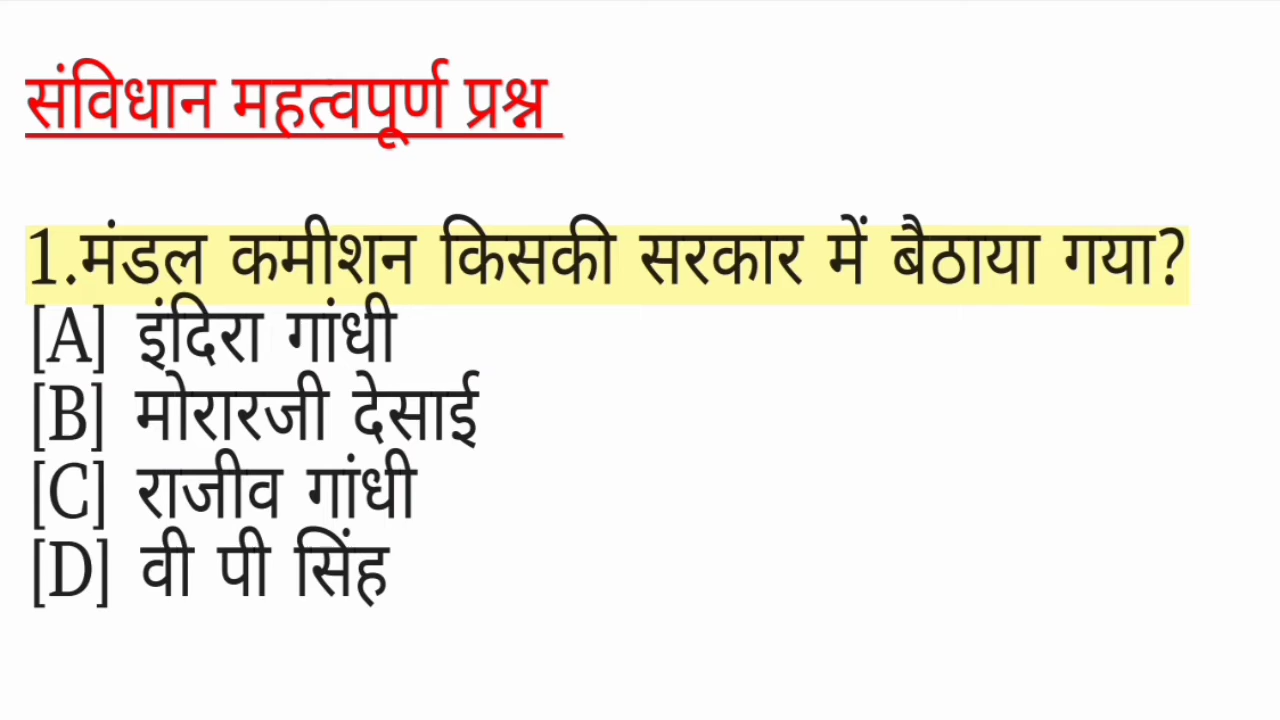 संविधान महत्वपूर्ण प्रश्न
1.मंडल कमीशन किसकी सरकार में बैठाया गया?
[A] इंदिरा गांधी
[B] मोरारजी देसाई
[C] राजीव गांधी
[D] वी पी सिंह